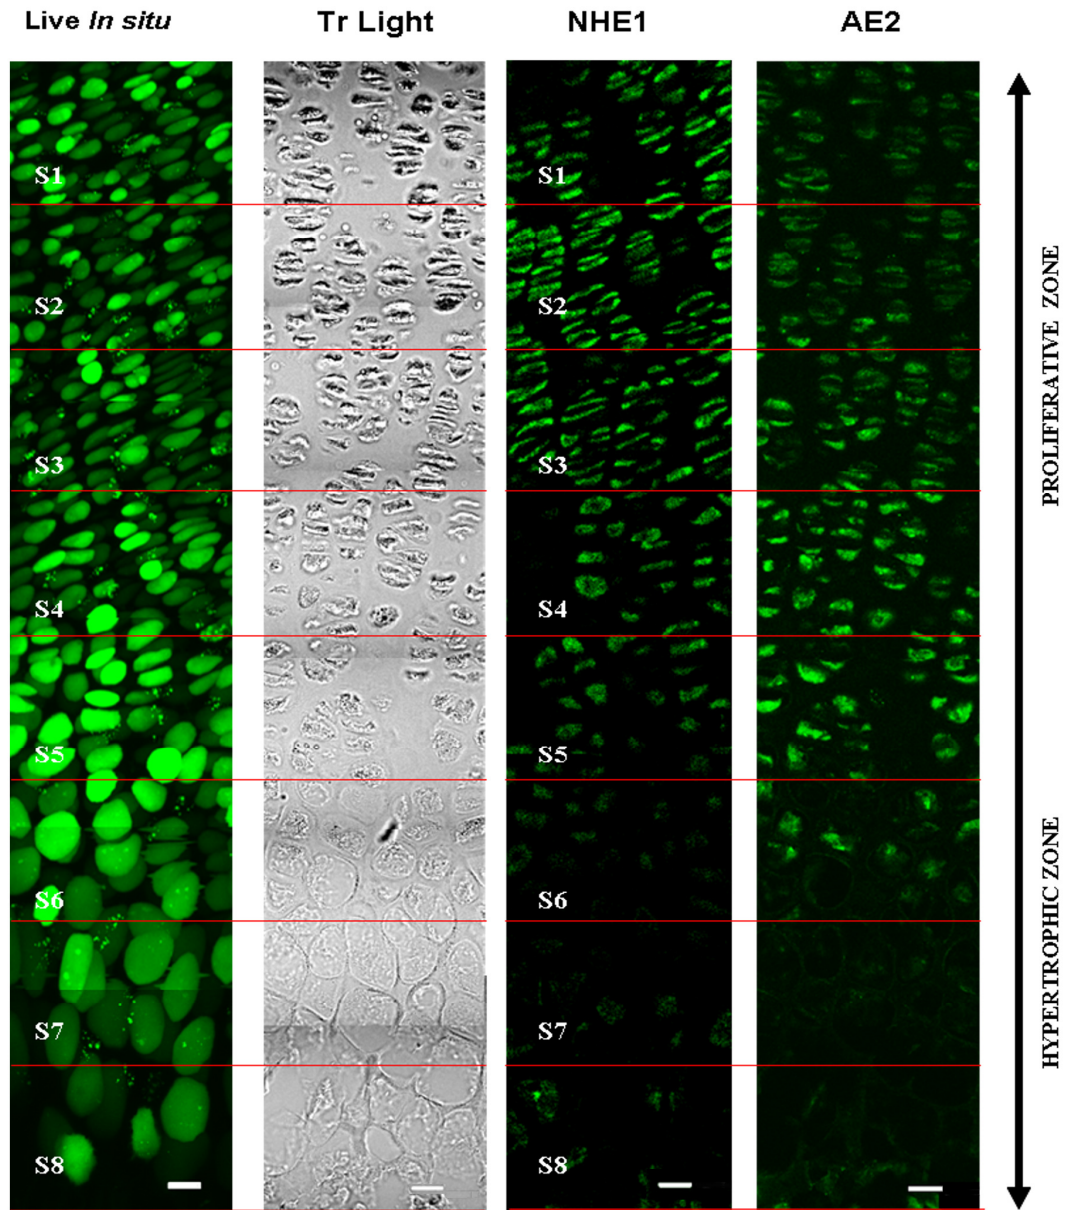 Live In situ
Tr Light
NHE1
AE2
S1
S1
S2
S2
S3
S3
S4
S4
S5
S5
S6
S6
S7
S7
S8
S8
PROLIFERATIVE ZONE
HYPERTROPHIC ZONE